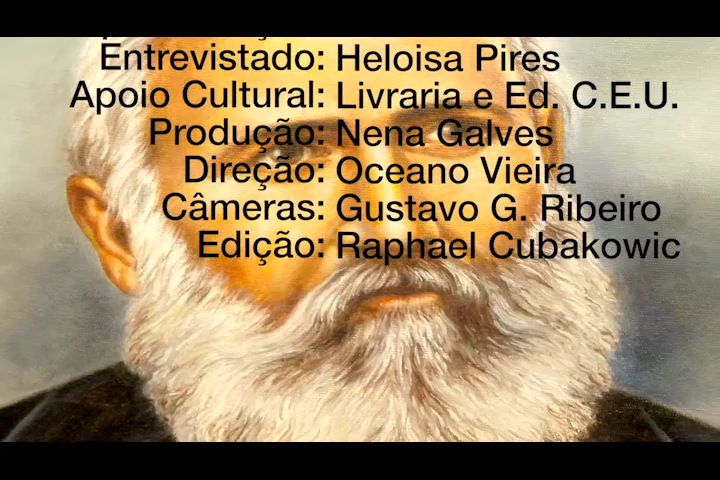 Entrevistado: Heloisa Pires
Apoio Cultural: Livraria e Ed. C.E.U.
Produção: Nena Galves
Direção: Oceano Vieira
Câmeras: Gustavo G. Ribeiro
Edição: Raphael Cubakowic